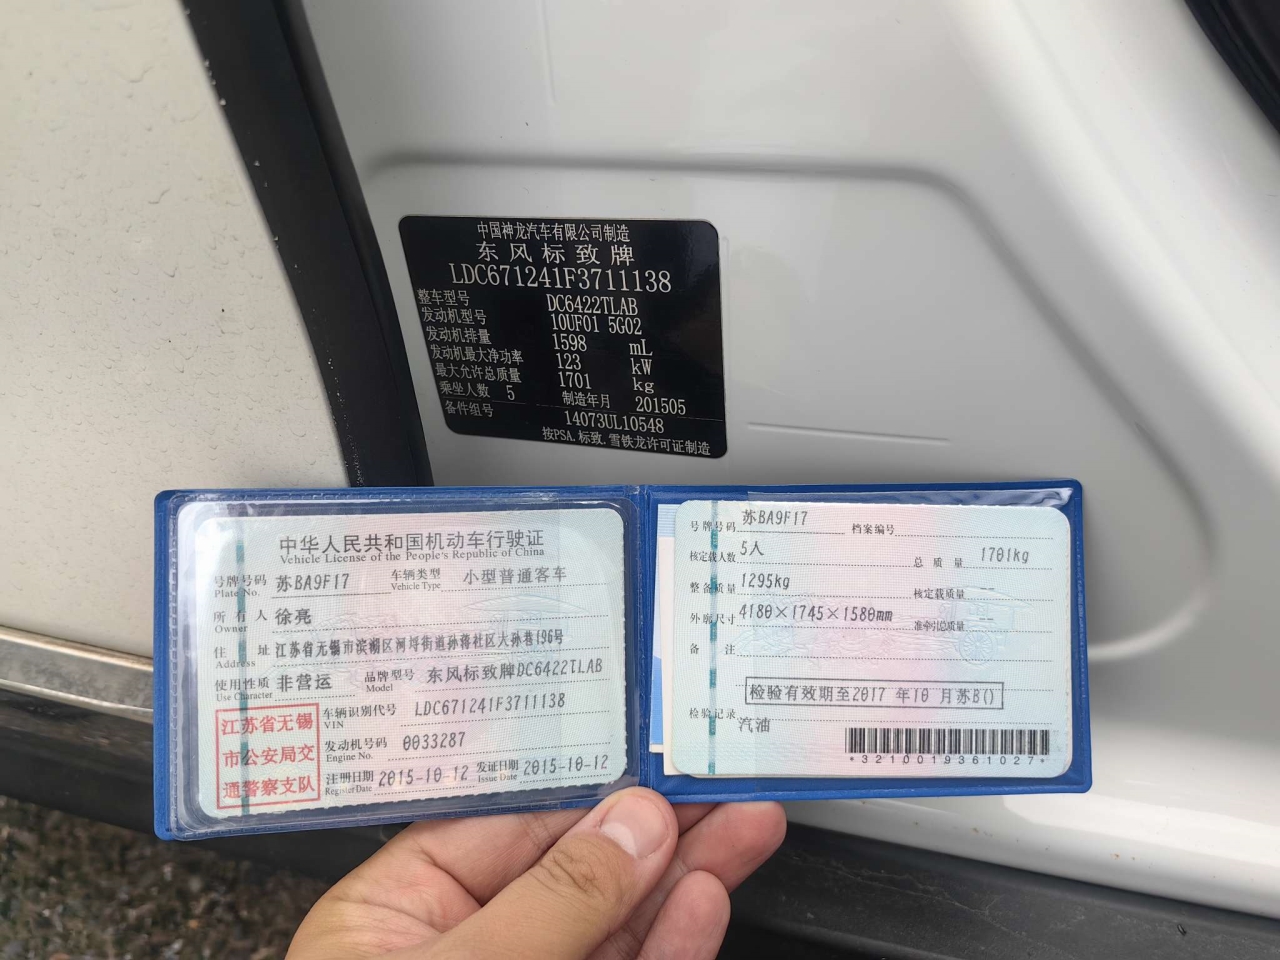 中国神龙汽车有限公司制造
东风标致牌
LDC671241F3711138
整车型号 DC6422TLAB
发动机型号 10UF01 5G02
发动机排量 1598 mL
发动机最大净功率 123 kW
最大允许总质量 1701 kg
乘坐人数 5 制造年月 201505
备件组号 14073UL10548
按PSA.标致.雪铁龙许可证制造
中华人民共和国机动车行驶证
Vehicle License of the People's Republic of China
号牌号码 苏BA9F17 车辆类型 小型普通客车
Plate No. Vehicle Type
所有人 徐亮
Owner
住址 江苏省无锡市滨湖区河埒街道孙蒋社区大孙巷196号
Address
使用性质 非营运 品牌型号 东风标致牌DC6422TLAB
Use Character Model
江苏省无锡
市公安局交
通警察支队
车辆识别代号 LDC671241F3711138
VIN
发动机号码 0033287
Engine No.
注册日期 2015-10-12 发证日期 2015-10-12
Register Date Issue Date
号牌号码 苏BA9F17 档案编号
核定载人数 5人 总质量 1701kg
整备质量 1295kg 核定载质量 --
外廓尺寸 4180×1745×1580mm 准牵引总质量 --
备注
检验有效期至2017年10月苏B()
检验记录
汽油
*3210019361027*